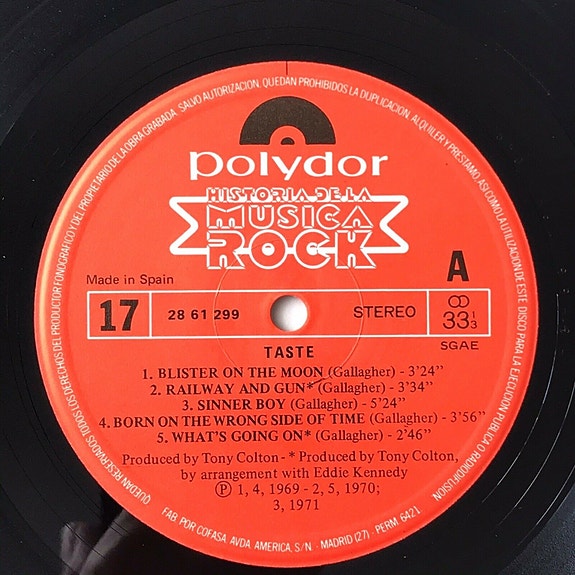 QUEDAN RESERVADOS TODOS LOS DERECHOS DEL PRODUCTOR FONOGRAFICO Y DEL PROPIETARIO DE LA OBRA GRABADA. SALVO AUTORIZACION, QUEDAN PROHIBIDOS LA DUPLICACION, ALQUILER Y PRESTAMO, ASI COMO LA UTILIZACION DE ESTE DISCO PARA LA EJECUCION PUBLICA O RADIODIFUSION
polydor
HISTORIA DE LA
MUSICA
ROCK
A
Made in Spain
17
28 61 299
STEREO
33 1/3
SGAE
TASTE
1. BLISTER ON THE MOON (Gallagher) - 3'24"
2. RAILWAY AND GUN* (Gallagher) - 3'34"
3. SINNER BOY (Gallagher) - 5'24"
4. BORN ON THE WRONG SIDE OF TIME (Gallagher) - 3'56"
5. WHAT'S GOING ON* (Gallagher) - 2'46"
Produced by Tony Colton - * Produced by Tony Colton,
by arrangement with Eddie Kennedy
Ⓟ 1, 4, 1969 - 2, 5, 1970;
3, 1971
FAB. POR COFASA. AVDA. AMERICA, S/N. - MADRID (27) - PERM. 6421